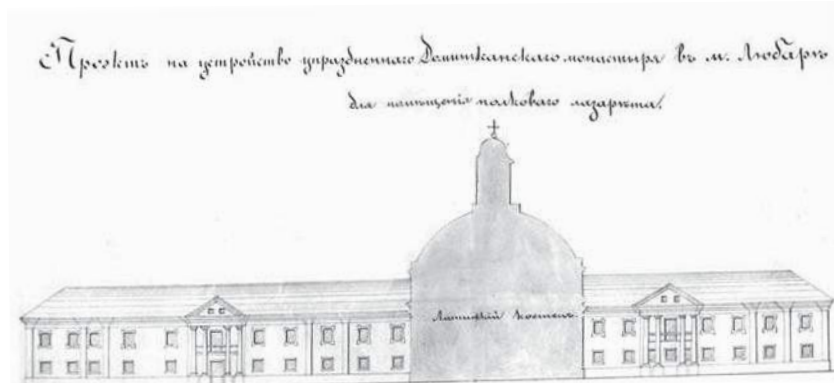 Проэктъ на устройство упраздненнаго Доминиканскаго монастыря въ м. Любарѣ
для помѣщенія полковаго лазарета.
Латинскій костелъ